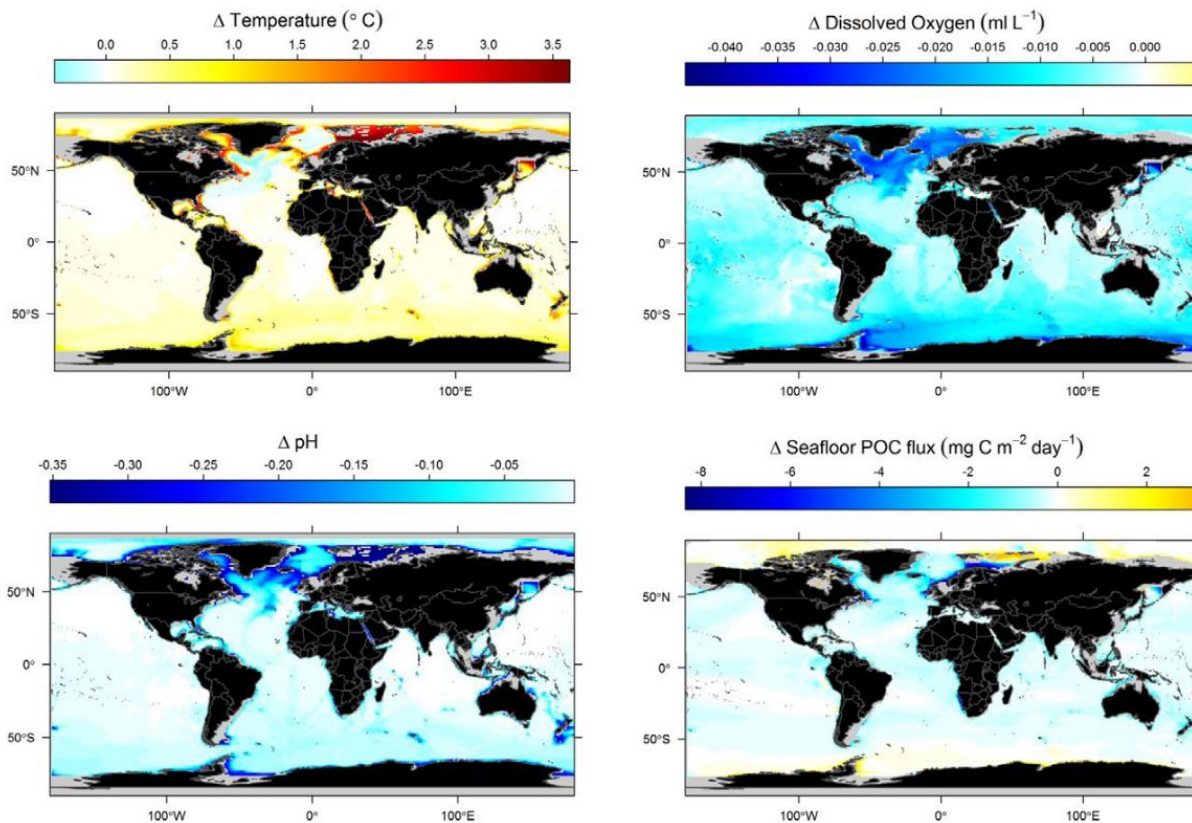 Δ Temperature (° C)
0.0 0.5 1.0 1.5 2.0 2.5 3.0 3.5
50°N
0°
50°S
100°W 0° 100°E
Δ Dissolved Oxygen (ml L⁻¹)
-0.040 -0.035 -0.030 -0.025 -0.020 -0.015 -0.010 -0.005 0.000
50°N
0°
50°S
100°W 0° 100°E
Δ pH
-0.35 -0.30 -0.25 -0.20 -0.15 -0.10 -0.05
50°N
0°
50°S
100°W 0° 100°E
Δ Seafloor POC flux (mg C m⁻² day⁻¹)
-8 -6 -4 -2 0 2
50°N
0°
50°S
100°W 0° 100°E